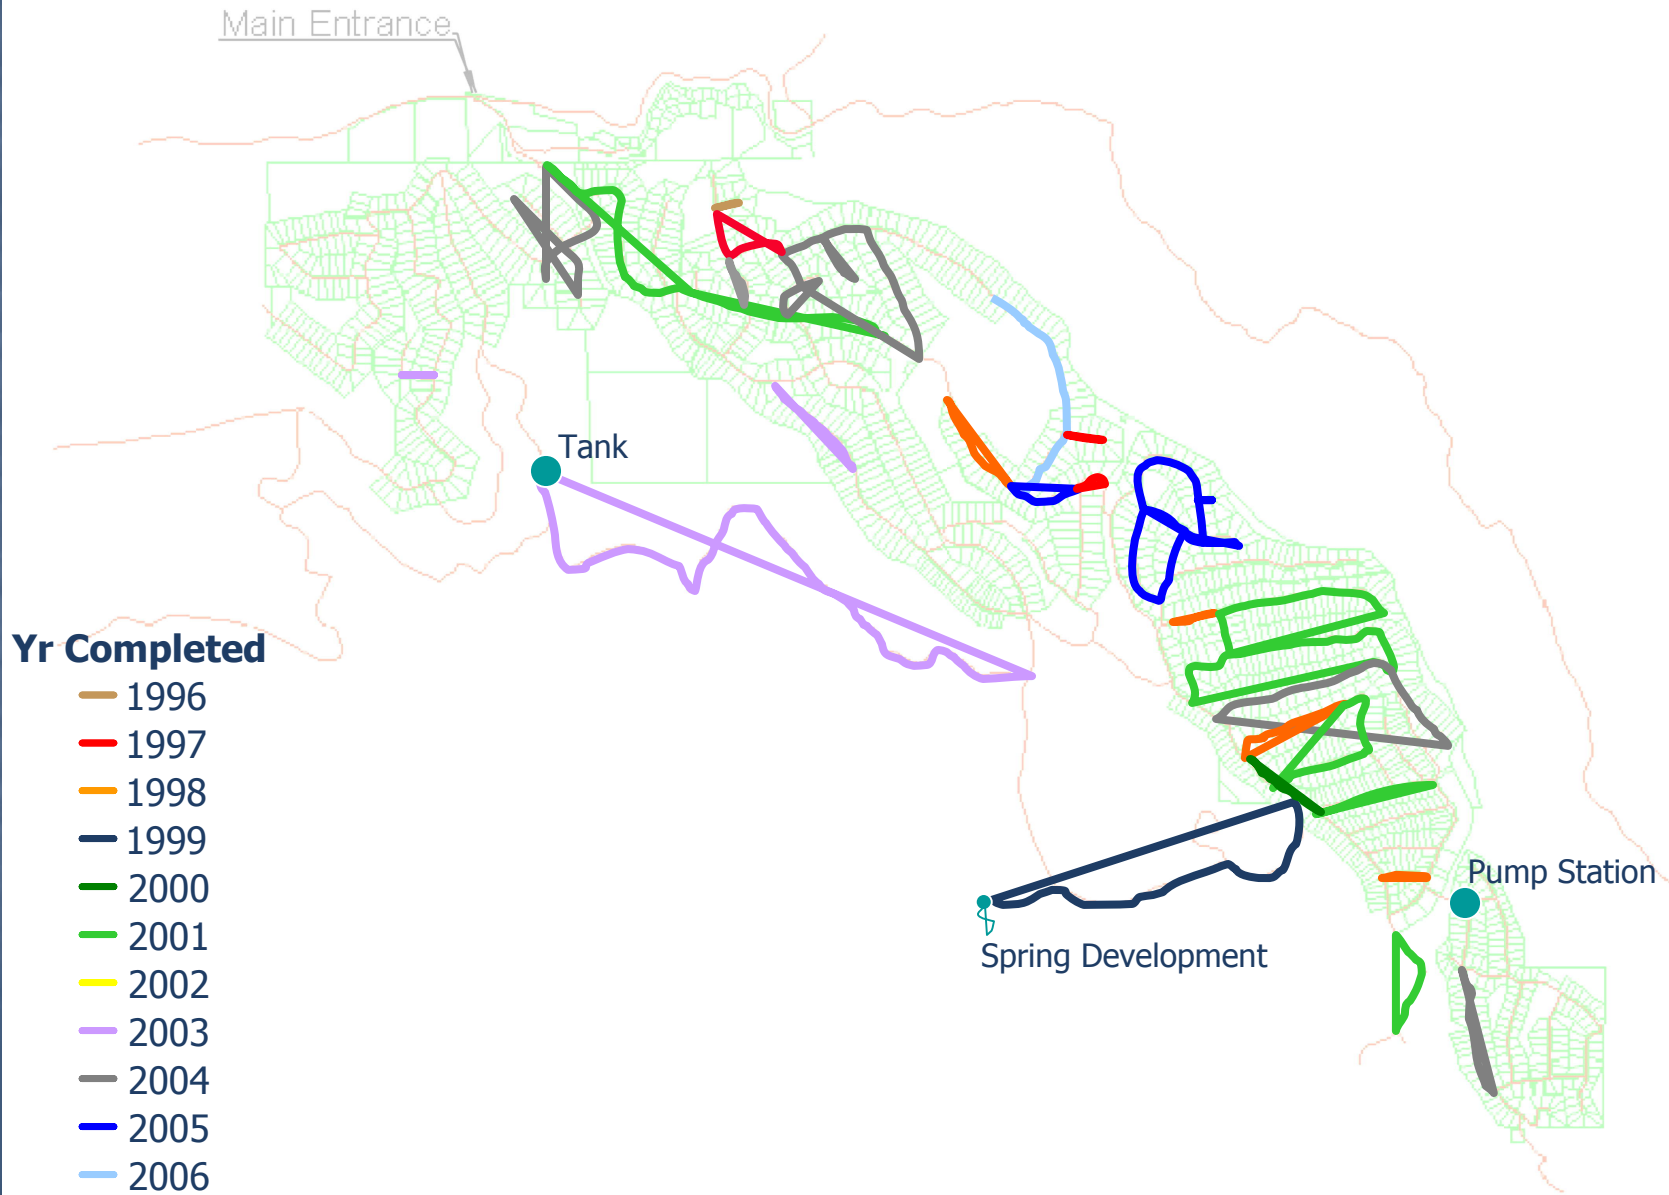 Main Entrance
Tank
Yr Completed
1996
1997
1998
1999
2000
2001
2002
2003
2004
2005
2006
Pump Station
Spring Development